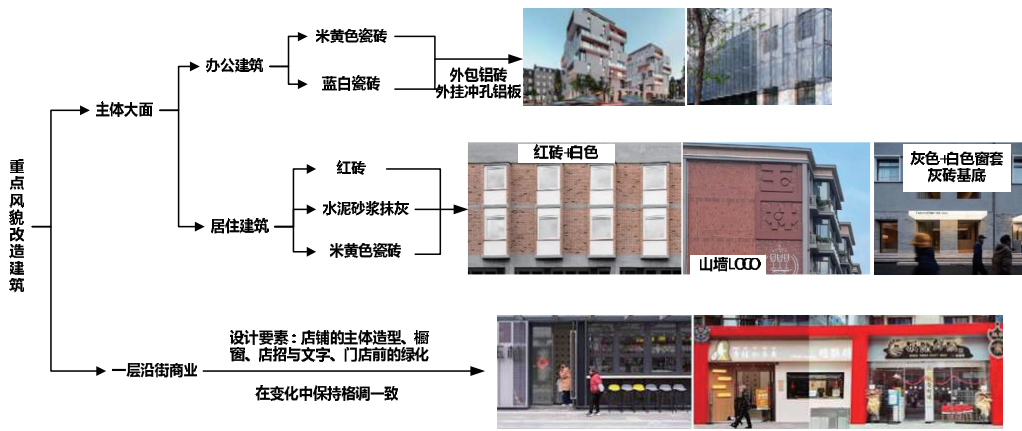 重点风貌改造建筑
主体大面
办公建筑
米黄色瓷砖
蓝白瓷砖
外包铝砖
外挂冲孔铝板
居住建筑
红砖
水泥砂浆抹灰
米黄色瓷砖
红砖+白色
山墙LOGO
灰色+白色窗套
灰砖基底
一层沿街商业
设计要素：店铺的主体造型、橱
窗、店招与文字、门店前的绿化
在变化中保持格调一致